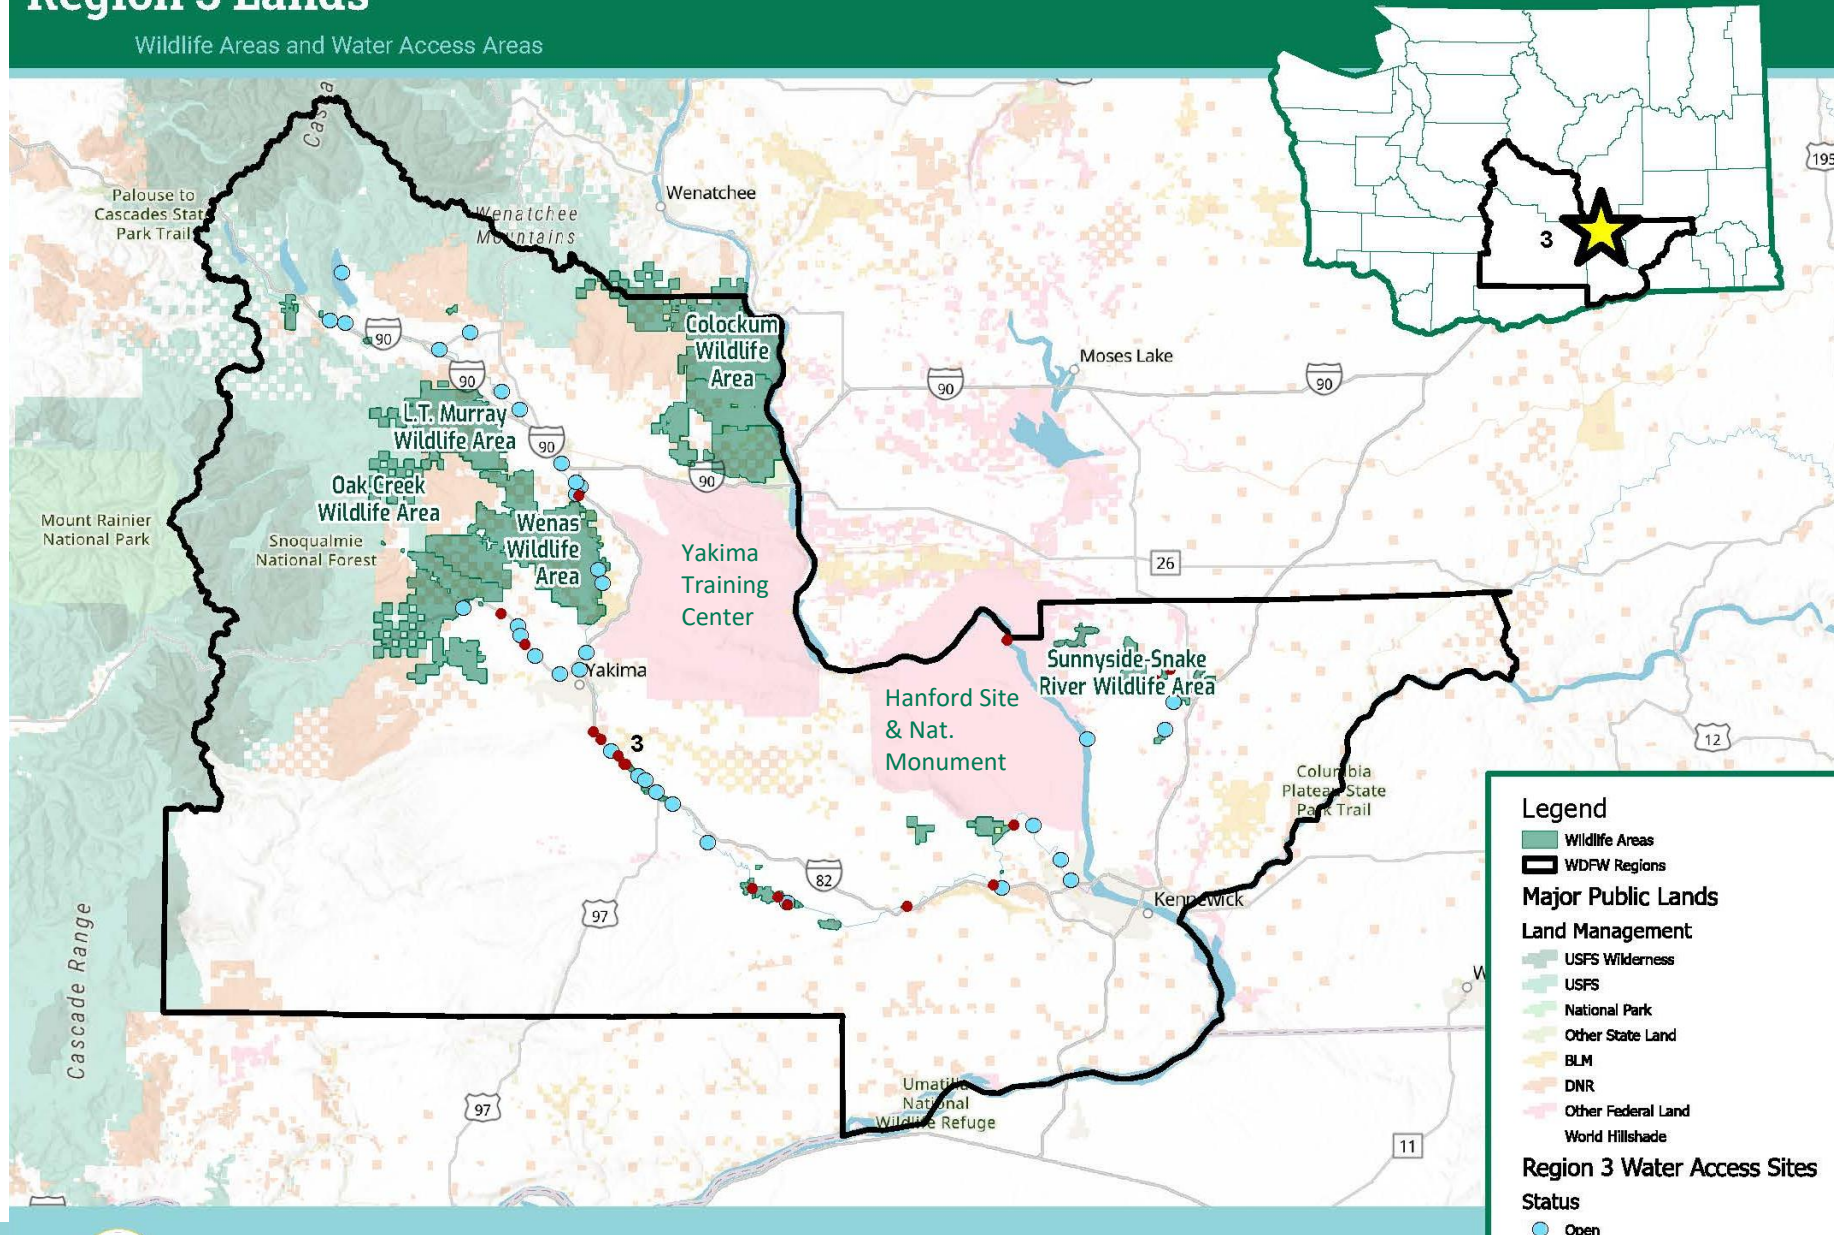 Region 3 Lands
Wildlife Areas and Water Access Areas
195
Palouse to
Cascades State
Park Trail
Wenatchee
Wenatchee
Mountains
3
90
Colockum
Wildlife
Area
Moses Lake
90
90
90
L.T. Murray
Wildlife Area
90
90
Oak Creek
Wildlife Area
Mount Rainier
National Park
Snoqualmie
National Forest
Wenas
Wildlife
Area
Yakima
Training
Center
26
Yakima
Sunnyside-Snake
River Wildlife Area
Hanford Site
& Nat.
Monument
3
12
Columbia
Plateau State
Park Trail
82
97
Kennewick
Cascade Range
97
Umatilla
National
Wildlife Refuge
11
Legend
Wildlife Areas
WDFW Regions
Major Public Lands
Land Management
USFS Wilderness
USFS
National Park
Other State Land
BLM
DNR
Other Federal Land
World Hillshade
Region 3 Water Access Sites
Status
Open